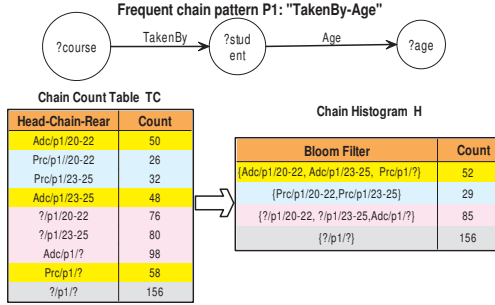 Frequent chain pattern P1: "TakenBy-Age"
?course
TakenBy
?stud
ent
Age
?age
Chain Count Table TC
Head-Chain-Rear Count
Adc/p1/20-22 50
Prc/p1//20-22 26
Prc/p1/23-25 32
Adc/p1/23-25 48
?/p1/20-22 76
?/p1/23-25 80
Adc/p1/? 98
Prc/p1/? 58
?/p1/? 156
Chain Histogram H
Bloom Filter Count
{Adc/p1/20-22, Adc/p1/23-25, Prc/p1/?} 52
{Prc/p1/20-22,Prc/p1/23-25} 29
{?/p1/20-22, ?/p1/23-25,Adc/p1/?} 85
{?/p1/?} 156